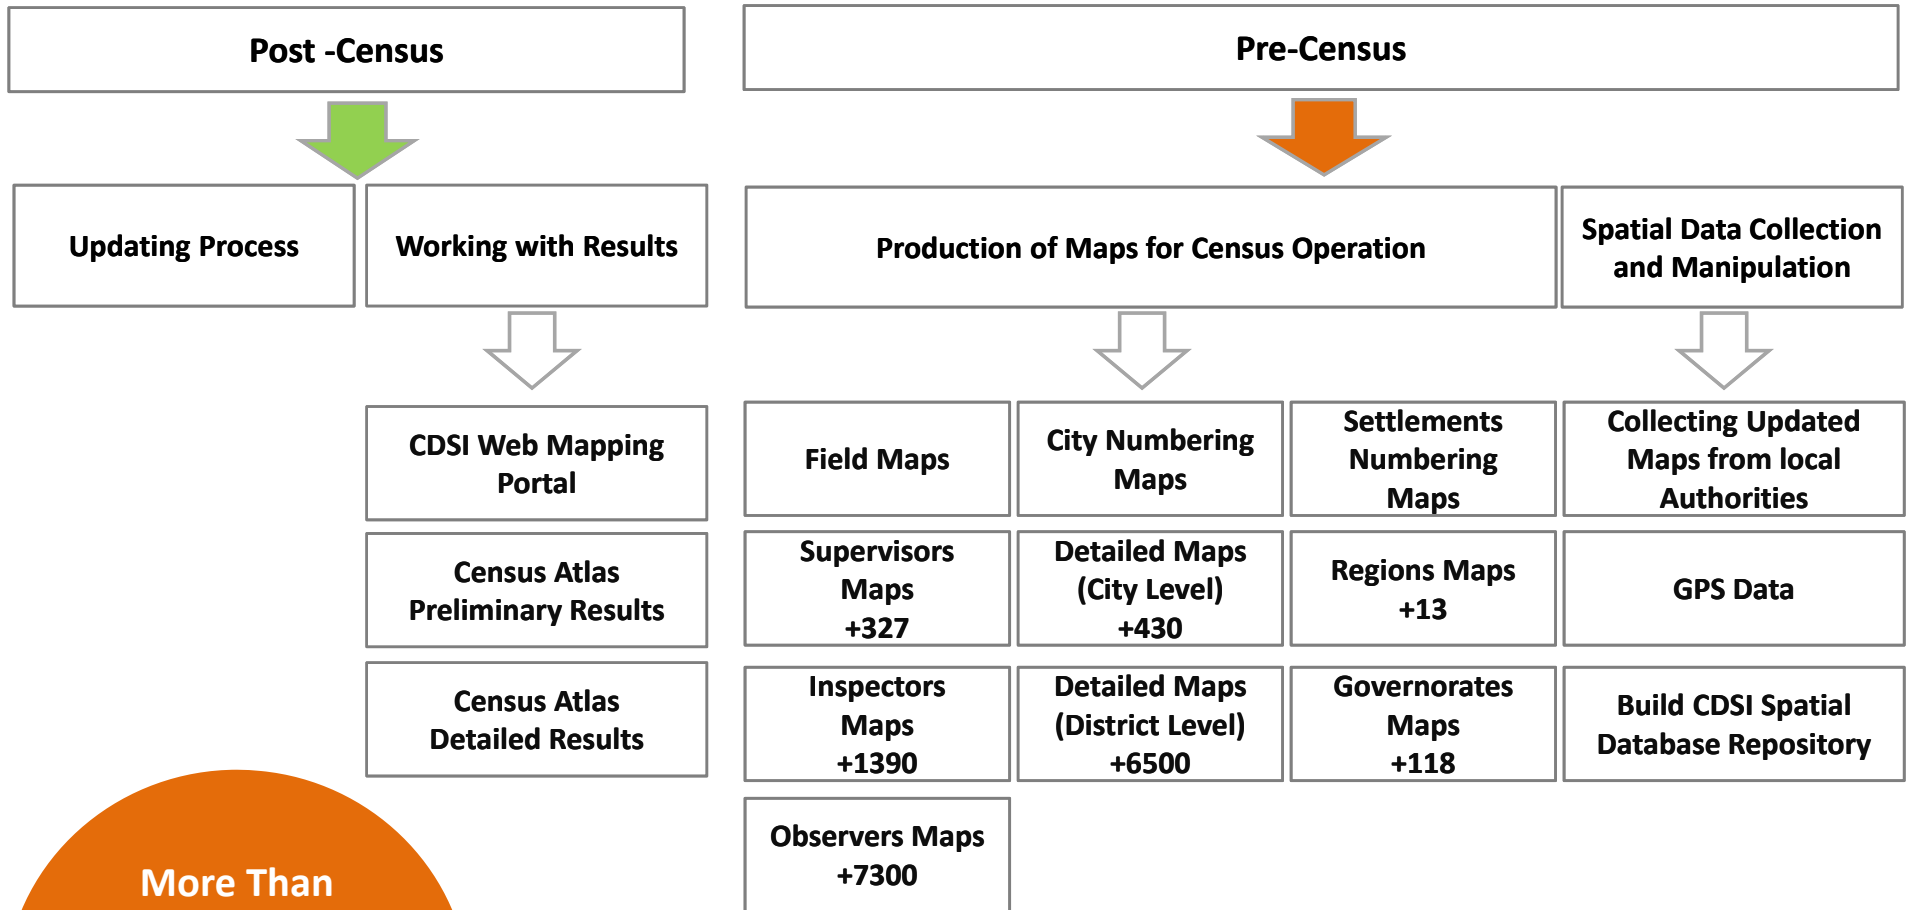 Post -Census
Pre-Census
Updating Process
Working with Results
Production of Maps for Census Operation
Spatial Data Collection
and Manipulation
CDSI Web Mapping
Portal
Field Maps
City Numbering
Maps
Settlements
Numbering
Maps
Collecting Updated
Maps from local
Authorities
Census Atlas
Preliminary Results
Supervisors
Maps
+327
Detailed Maps
(City Level)
+430
Regions Maps
+13
GPS Data
Census Atlas
Detailed Results
Inspectors
Maps
+1390
Detailed Maps
(District Level)
+6500
Governorates
Maps
+118
Build CDSI Spatial
Database Repository
Observers Maps
+7300
More Than